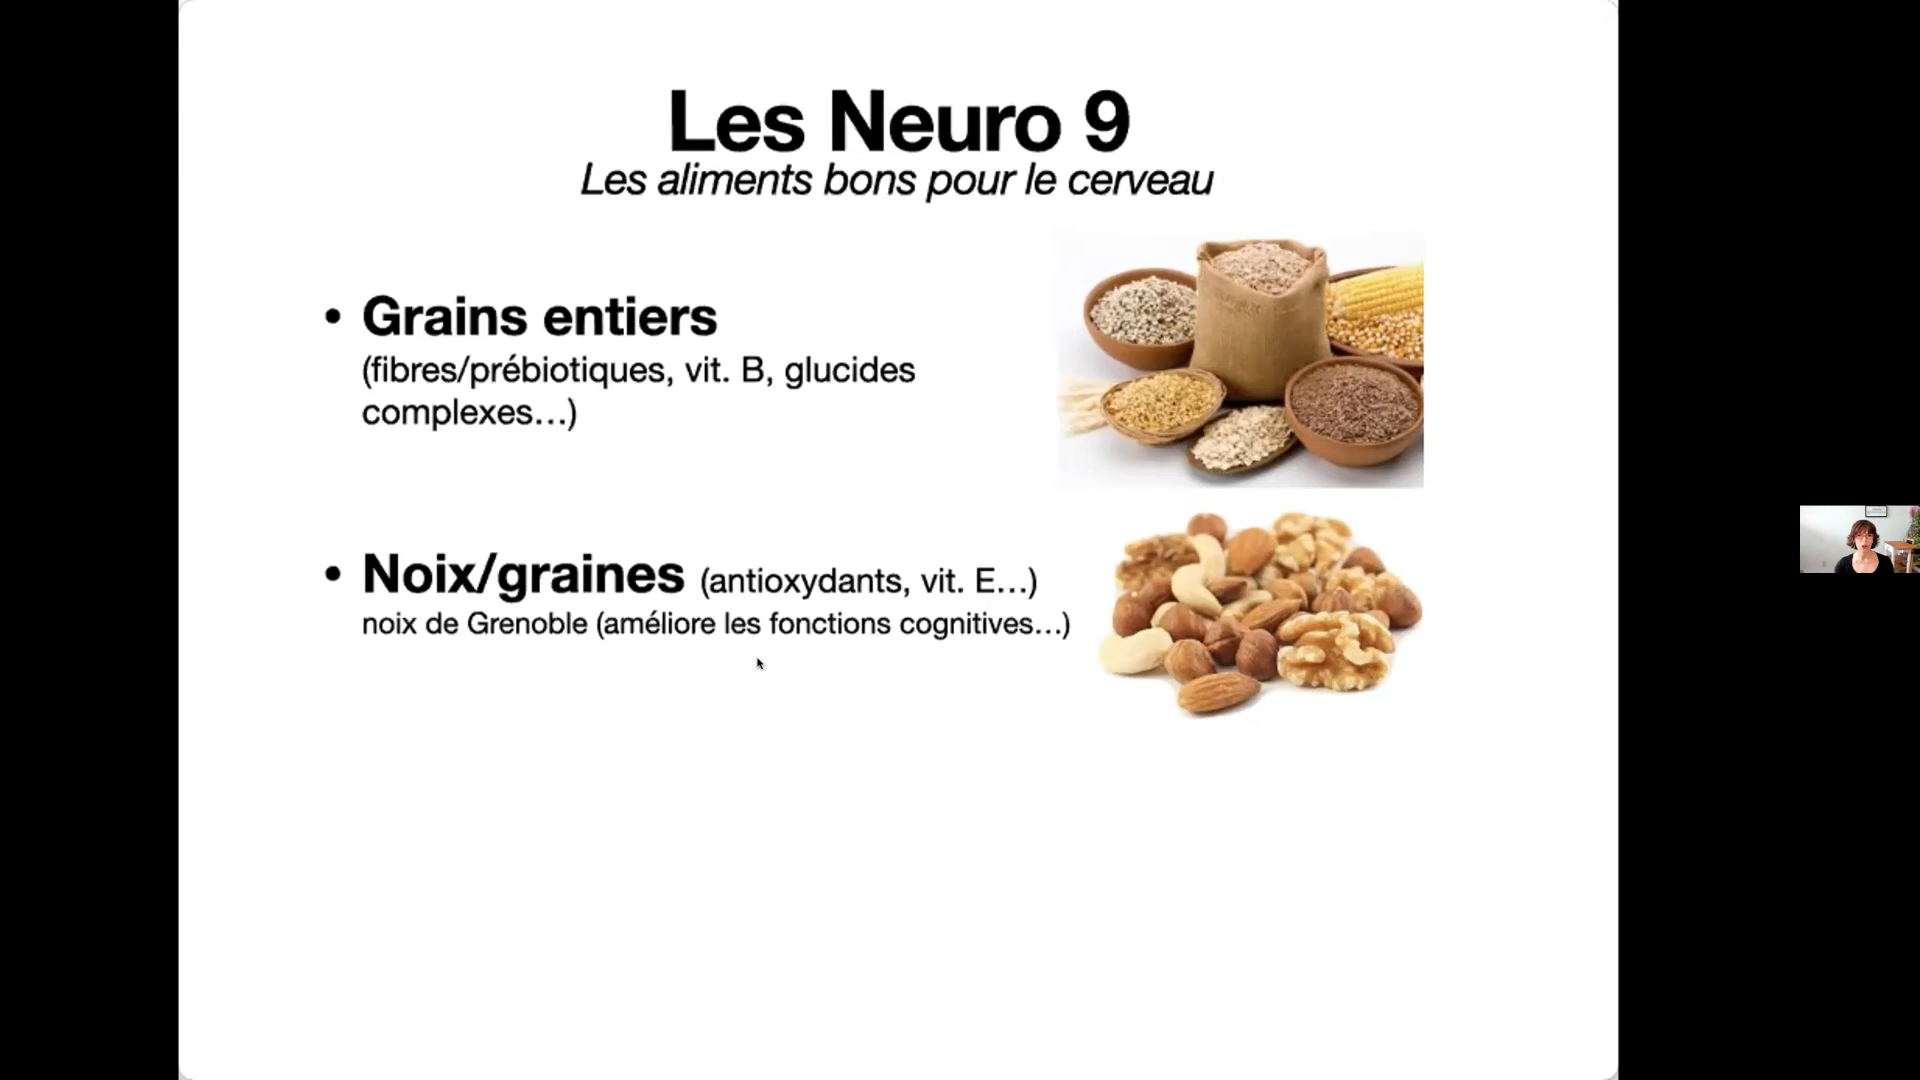 Les Neuro 9
Les aliments bons pour le cerveau
• Grains entiers
(fibres/prébiotiques, vit. B, glucides
complexes…)
• Noix/graines (antioxydants, vit. E…)
noix de Grenoble (améliore les fonctions cognitives…)